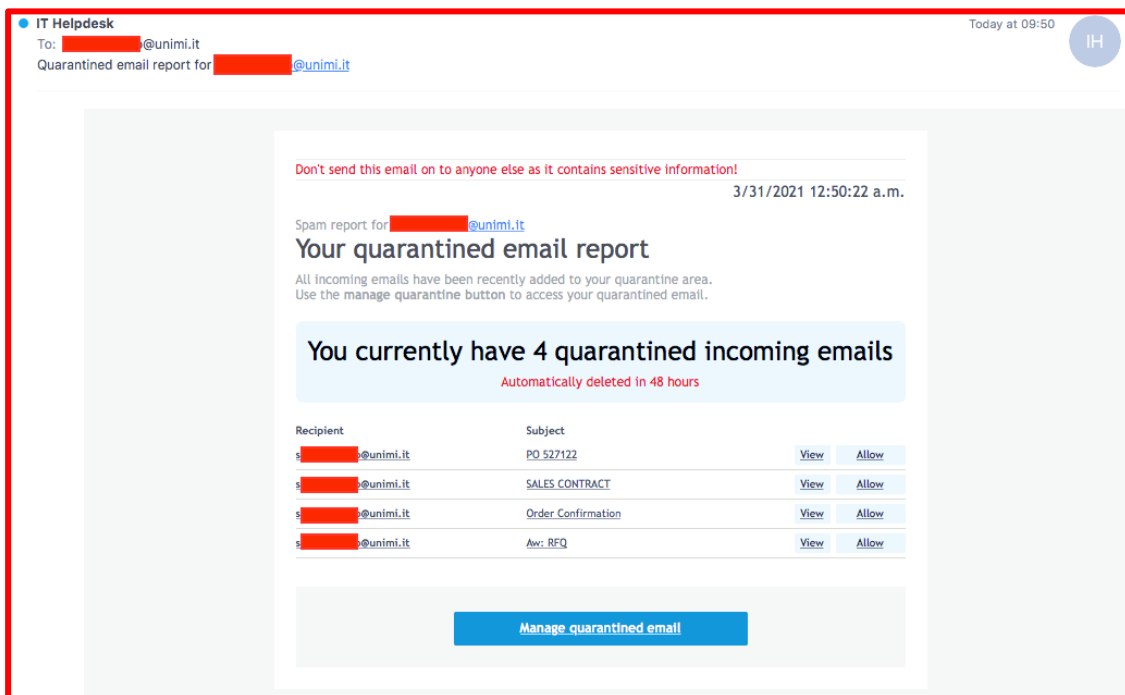 IT Helpdesk
Today at 09:50
IH
To: @unimi.it
Quarantined email report for @unimi.it
Don't send this email on to anyone else as it contains sensitive information!
3/31/2021 12:50:22 a.m.
Spam report for @unimi.it
Your quarantined email report
All incoming emails have been recently added to your quarantine area.
Use the manage quarantine button to access your quarantined email.
You currently have 4 quarantined incoming emails
Automatically deleted in 48 hours
Recipient Subject
s @unimi.it PO 527122 View Allow
s @unimi.it SALES CONTRACT View Allow
s @unimi.it Order Confirmation View Allow
s @unimi.it Aw: RFQ View Allow
Manage quarantined email